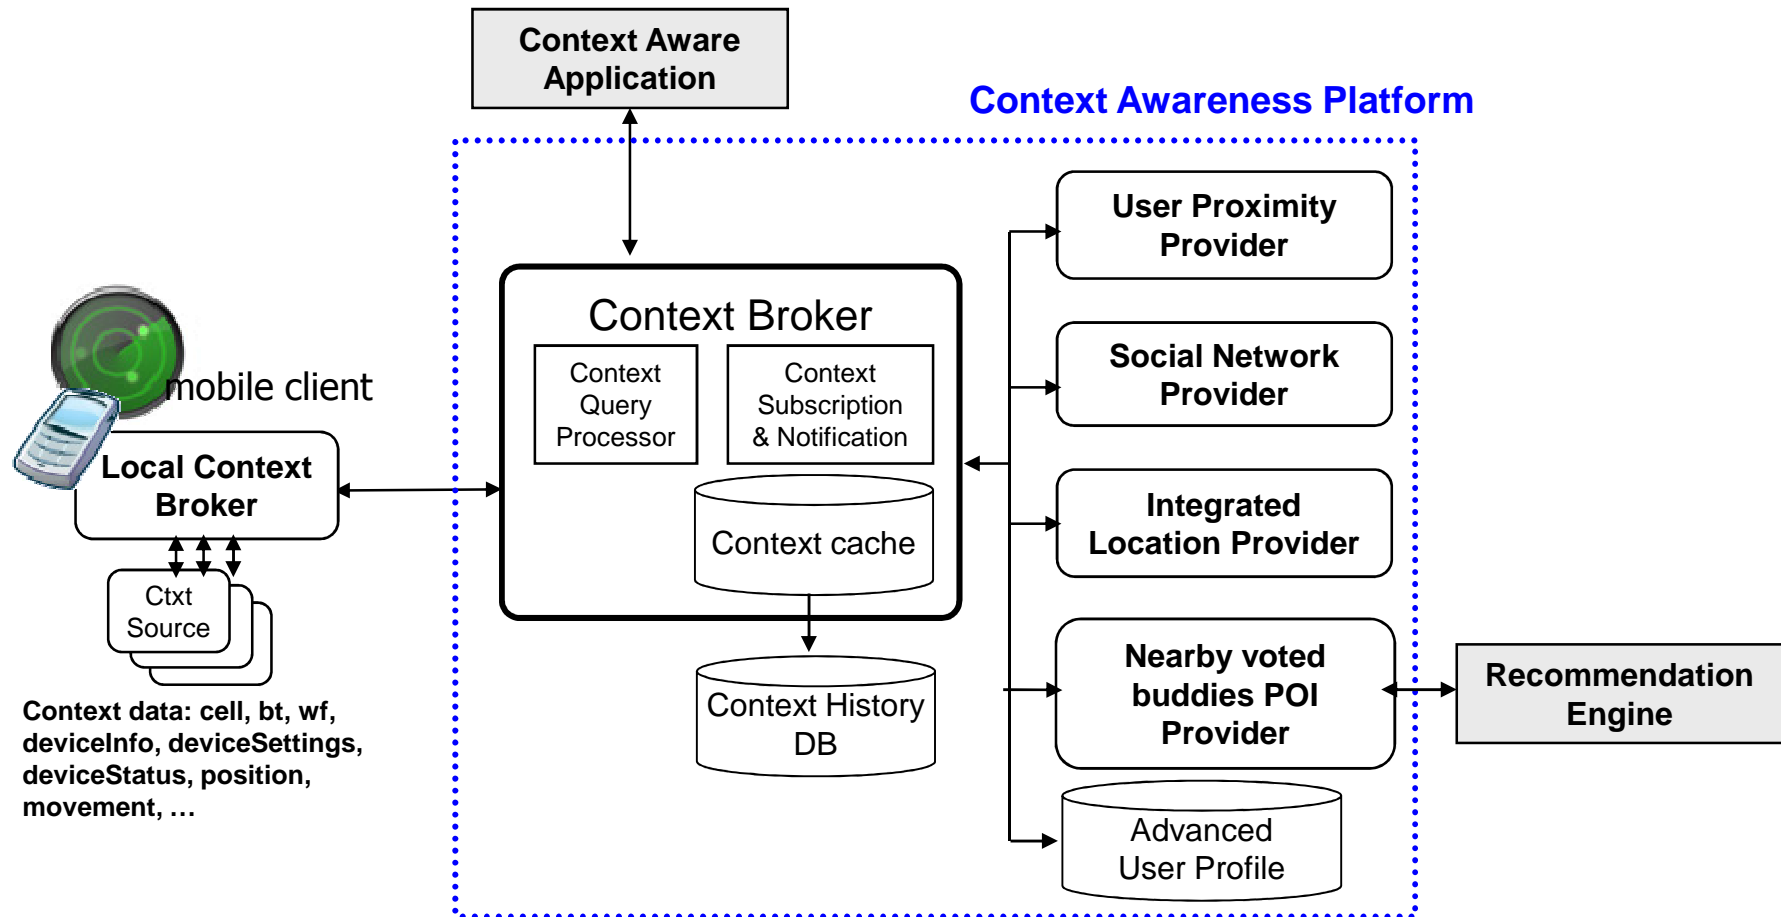 Context Aware
Application
Context Awareness Platform
User Proximity
Provider
Context Broker
Context
Query
Processor
Context
Subscription
& Notification
Social Network
Provider
mobile client
Local Context
Broker
Context cache
Integrated
Location Provider
Ctxt
Source
Context History
DB
Nearby voted
buddies POI
Provider
Recommendation
Engine
Context data: cell, bt, wf,
deviceInfo, deviceSettings,
deviceStatus, position,
movement, …
Advanced
User Profile